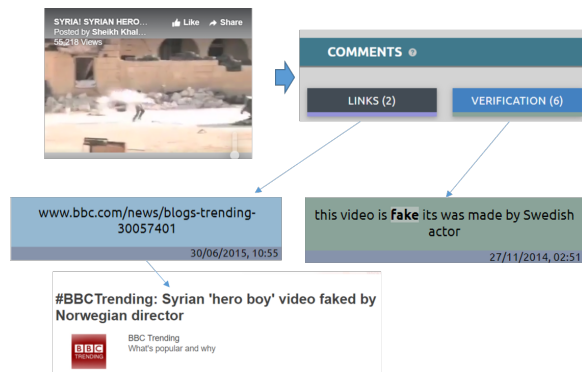 SYRIA! SYRIAN HERO...
Like
Share
Posted by Sheikh Khal...
55,218 Views
COMMENTS
LINKS (2)
VERIFICATION (6)
www.bbc.com/news/blogs-trending-
30057401
30/06/2015, 10:55
this video is fake its was made by Swedish
actor
27/11/2014, 02:51
#BBCTrending: Syrian 'hero boy' video faked by
Norwegian director
BBC
TRENDING
BBC Trending
What's popular and why